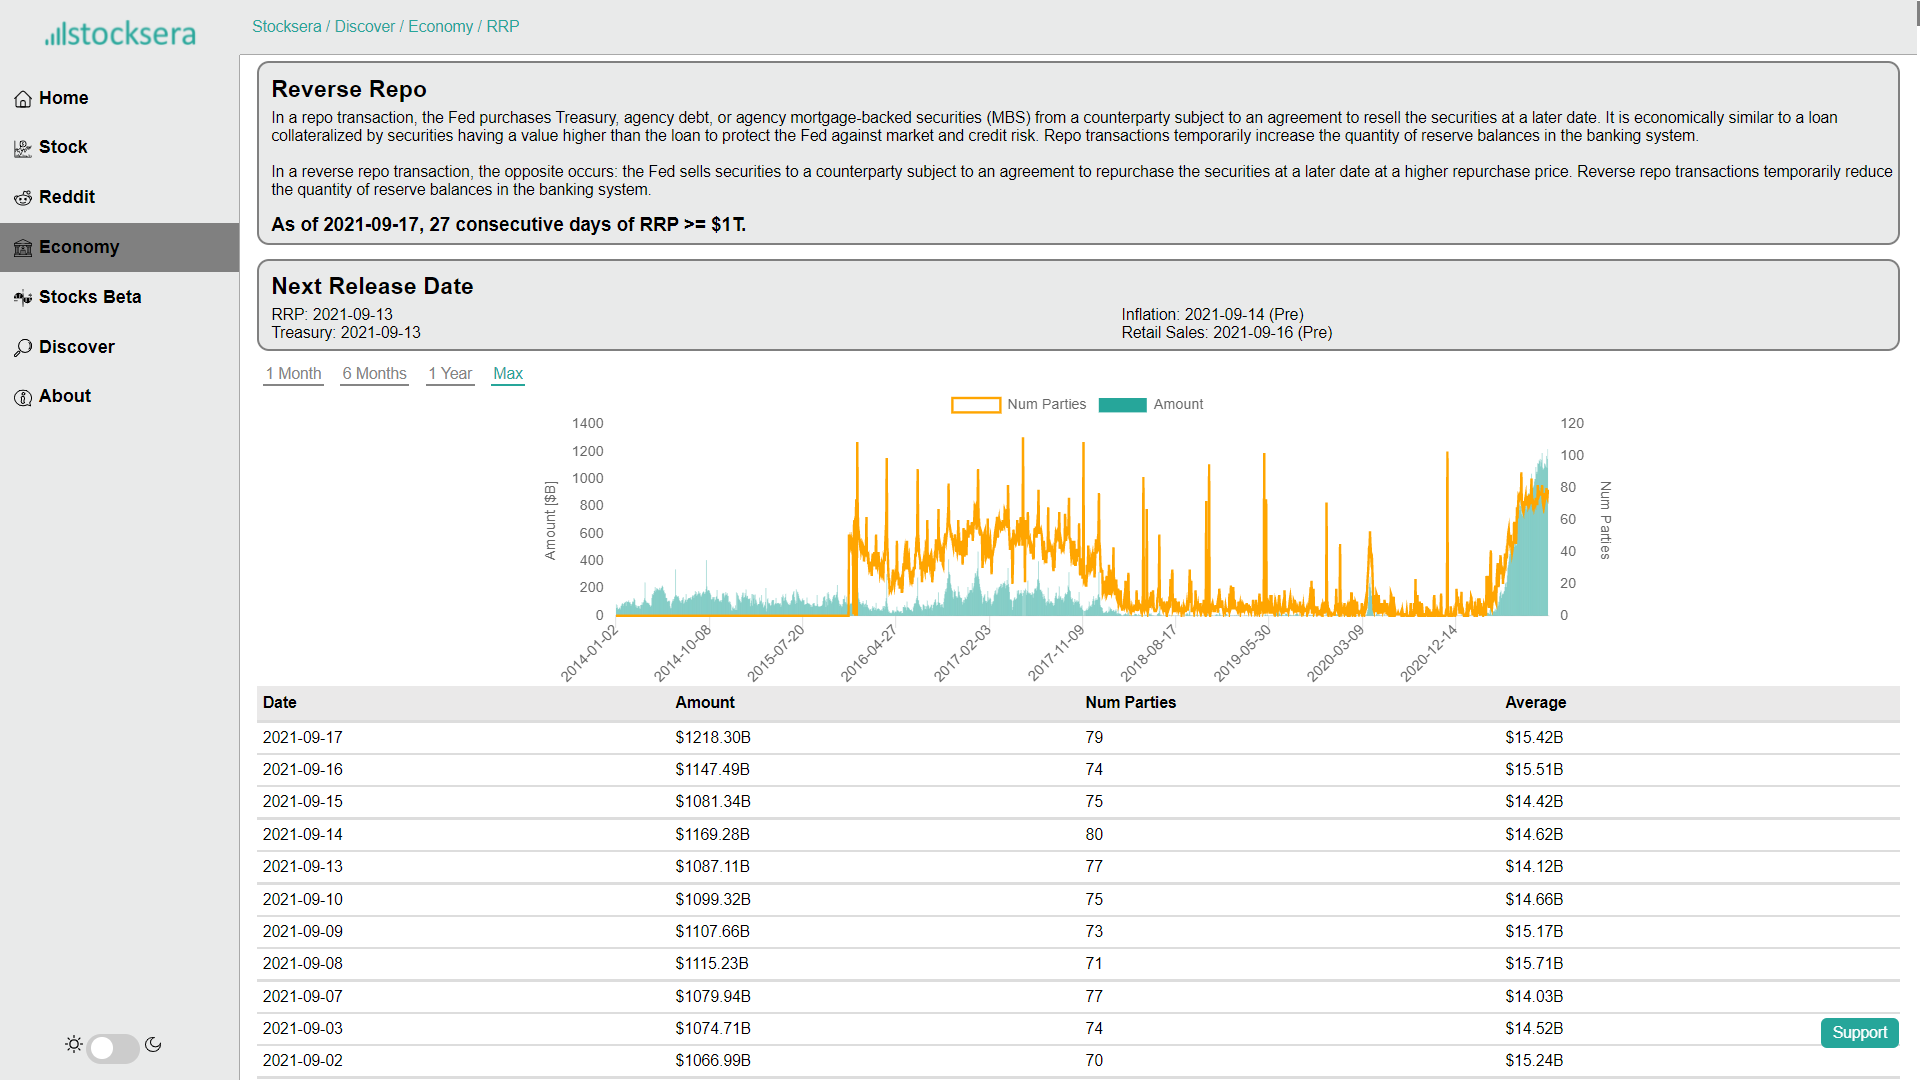 stocksera
Stocksera / Discover / Economy / RRP
Home
Stock
Reddit
Economy
Stocks Beta
Discover
About
Reverse Repo
In a repo transaction, the Fed purchases Treasury, agency debt, or agency mortgage-backed securities (MBS) from a counterparty subject to an agreement to resell the securities at a later date. It is economically similar to a loan
collateralized by securities having a value higher than the loan to protect the Fed against market and credit risk. Repo transactions temporarily increase the quantity of reserve balances in the banking system.
In a reverse repo transaction, the opposite occurs: the Fed sells securities to a counterparty subject to an agreement to repurchase the securities at a later date at a higher repurchase price. Reverse repo transactions temporarily reduce
the quantity of reserve balances in the banking system.
As of 2021-09-17, 27 consecutive days of RRP >= $1T.
Next Release Date
RRP: 2021-09-13
Treasury: 2021-09-13
Inflation: 2021-09-14 (Pre)
Retail Sales: 2021-09-16 (Pre)
1 Month 6 Months 1 Year Max
Num Parties Amount
Amount [$B]
1400
1200
1000
800
600
400
200
0
120
100
80
60
40
20
0
Num Parties
2014-01-02 2014-10-08 2015-07-20 2016-04-27 2017-02-03 2017-11-09 2018-08-17 2019-05-30 2020-03-09 2020-12-14
Date Amount Num Parties Average
2021-09-17 $1218.30B 79 $15.42B
2021-09-16 $1147.49B 74 $15.51B
2021-09-15 $1081.34B 75 $14.42B
2021-09-14 $1169.28B 80 $14.62B
2021-09-13 $1087.11B 77 $14.12B
2021-09-10 $1099.32B 75 $14.66B
2021-09-09 $1107.66B 73 $15.17B
2021-09-08 $1115.23B 71 $15.71B
2021-09-07 $1079.94B 77 $14.03B
2021-09-03 $1074.71B 74 $14.52B
2021-09-02 $1066.99B 70 $15.24B
Support